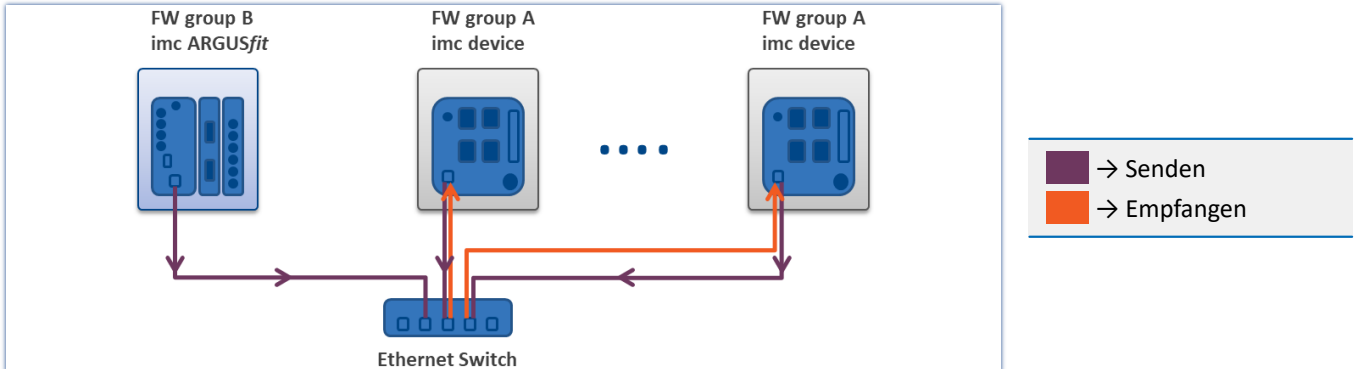 FW group B
imc ARGUSfit
FW group A
imc device
FW group A
imc device
→ Senden
→ Empfangen
Ethernet Switch